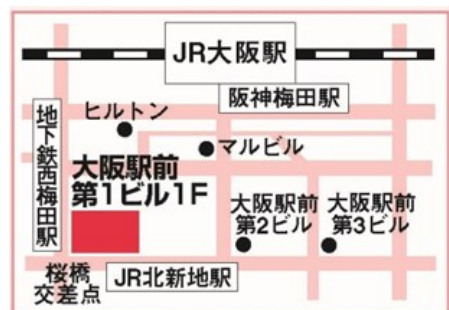 JR大阪駅
阪神梅田駅
ヒルトン
マルビル
地下鉄西梅田駅
大阪駅前
第1ビル1F
大阪駅前
第2ビル
大阪駅前
第3ビル
桜橋
交差点
JR北新地駅